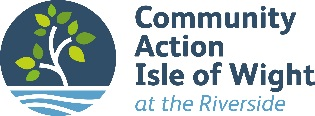 Community
Action
Isle of Wight
at the Riverside